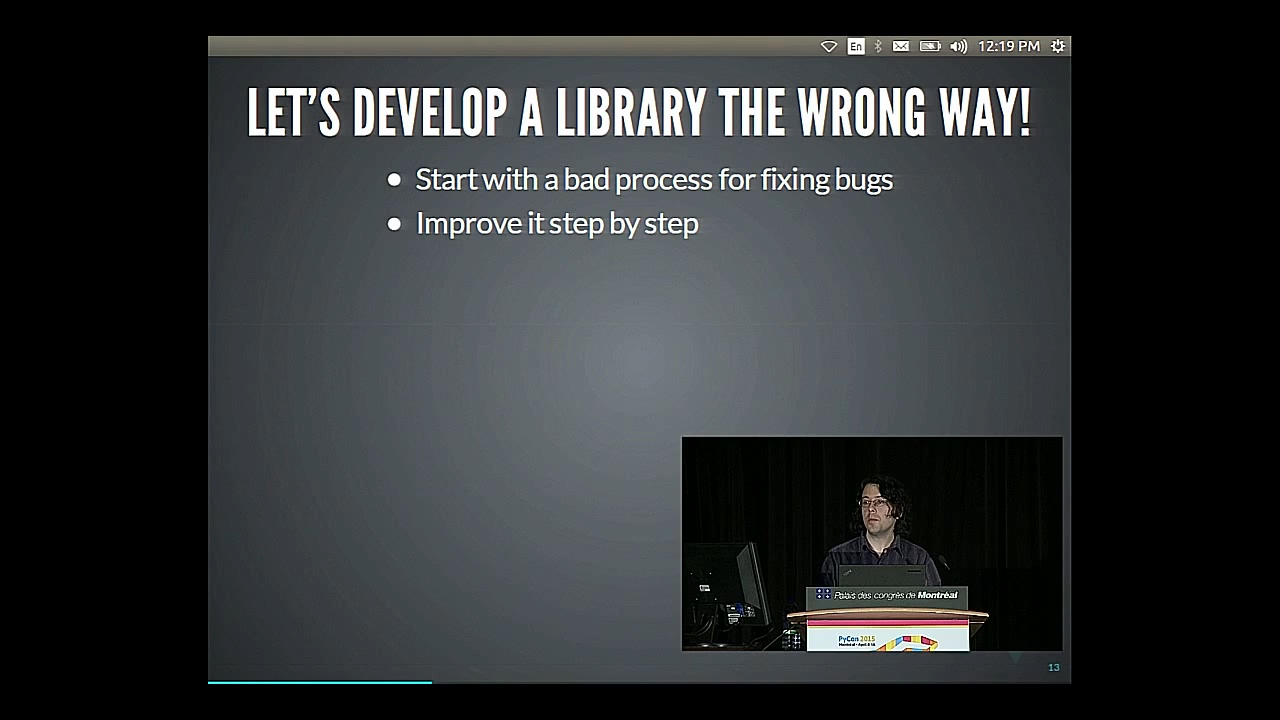 En
12:19 PM
LET'S DEVELOP A LIBRARY THE WRONG WAY!
Start with a bad process for fixing bugs
Improve it step by step
Palais des congrès de Montréal
PyCon 2015
13